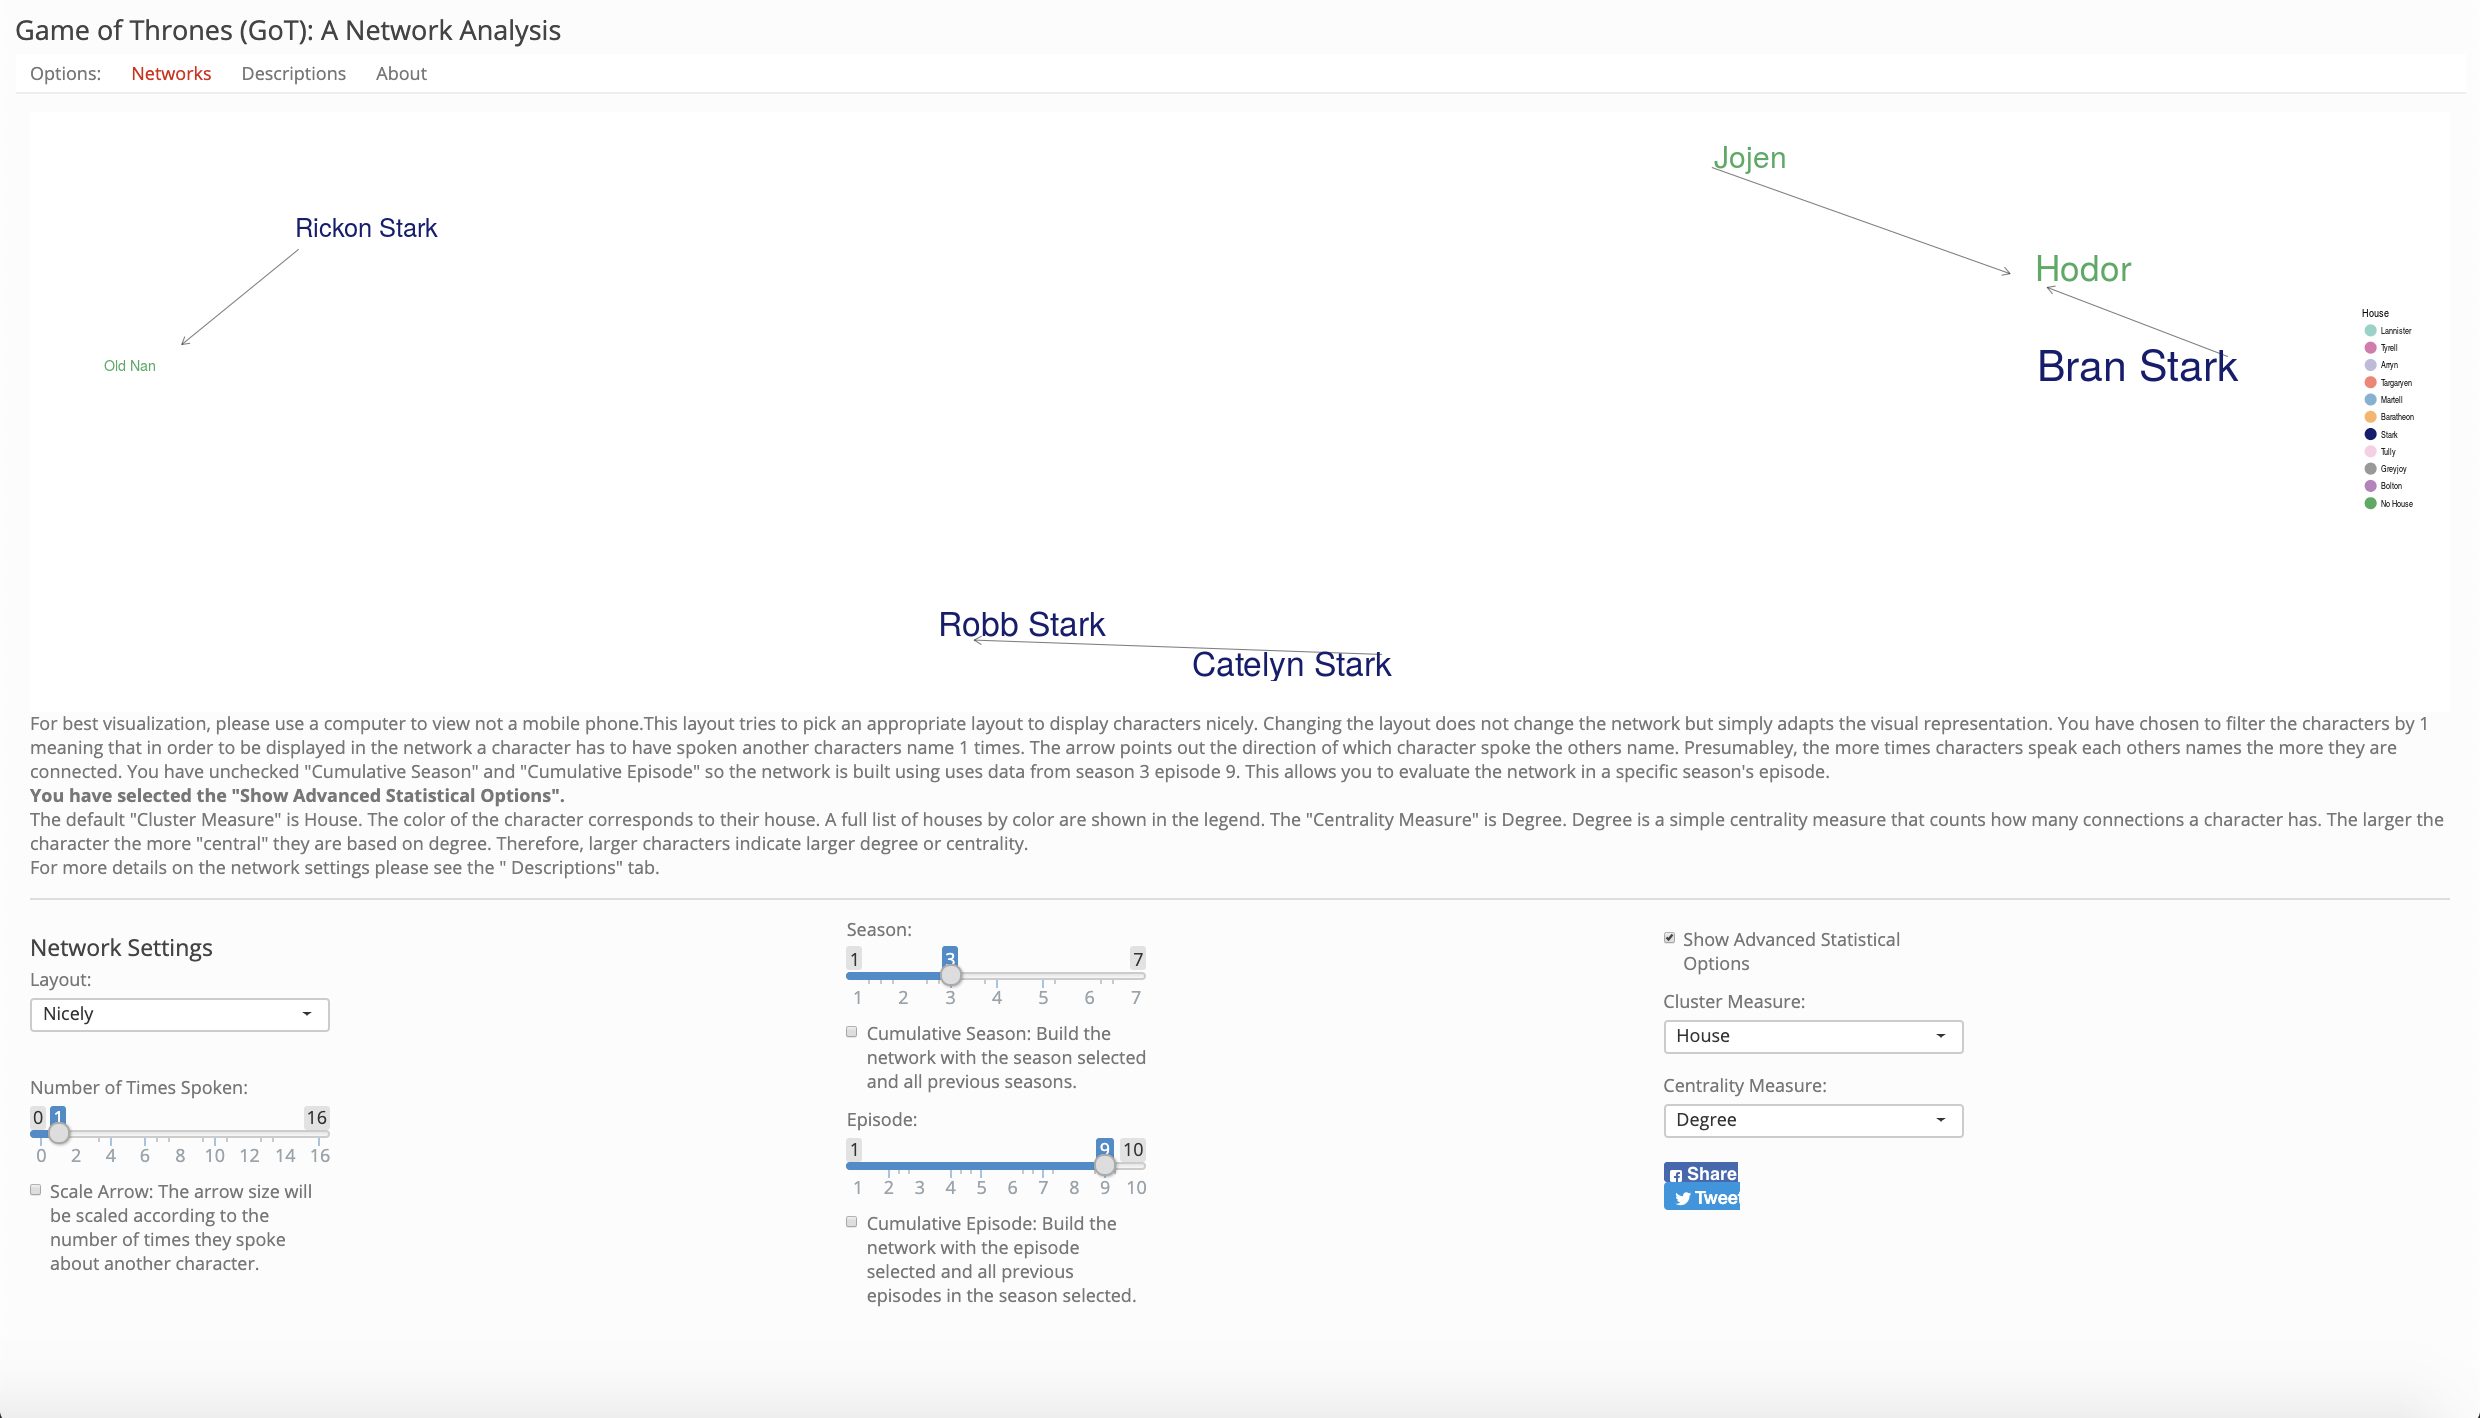 Game of Thrones (GoT): A Network Analysis
Options: Networks Descriptions About
Jojen
Rickon Stark
Hodor
Old Nan
Bran Stark
House
Lannister
Tyrell
Arryn
Targaryen
Martell
Baratheon
Stark
Tully
Greyjoy
Bolton
No House
Robb Stark
Catelyn Stark
For best visualization, please use a computer to view not a mobile phone.This layout tries to pick an appropriate layout to display characters nicely. Changing the layout does not change the network but simply adapts the visual representation. You have chosen to filter the characters by 1
meaning that in order to be displayed in the network a character has to have spoken another characters name 1 times. The arrow points out the direction of which character spoke the others name. Presumabley, the more times characters speak each others names the more they are
connected. You have unchecked "Cumulative Season" and "Cumulative Episode" so the network is built using uses data from season 3 episode 9. This allows you to evaluate the network in a specific season's episode.
You have selected the "Show Advanced Statistical Options".
The default "Cluster Measure" is House. The color of the character corresponds to their house. A full list of houses by color are shown in the legend. The "Centrality Measure" is Degree. Degree is a simple centrality measure that counts how many connections a character has. The larger the
character the more "central" they are based on degree. Therefore, larger characters indicate larger degree or centrality.
For more details on the network settings please see the " Descriptions" tab.
Network Settings
Layout:
Nicely
Number of Times Spoken:
0 1 16
0 2 4 6 8 10 12 14 16
Scale Arrow: The arrow size will
be scaled according to the
number of times they spoke
about another character.
Season:
1 3 7
1 2 3 4 5 6 7
Cumulative Season: Build the
network with the season selected
and all previous seasons.
Episode:
1 9 10
1 2 3 4 5 6 7 8 9 10
Cumulative Episode: Build the
network with the episode
selected and all previous
episodes in the season selected.
Show Advanced Statistical
Options
Cluster Measure:
House
Centrality Measure:
Degree
Share
Tweet